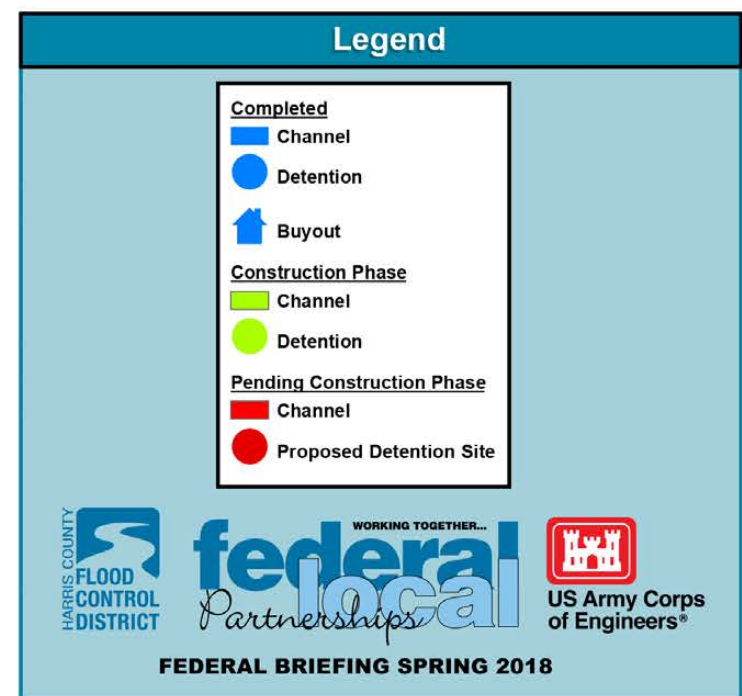 Legend
Completed
Channel
Detention
Buyout
Construction Phase
Channel
Detention
Pending Construction Phase
Channel
Proposed Detention Site
HARRIS COUNTY
FLOOD
CONTROL
DISTRICT
WORKING TOGETHER...
federal
local
Partnerships
US Army Corps
of Engineers®
FEDERAL BRIEFING SPRING 2018